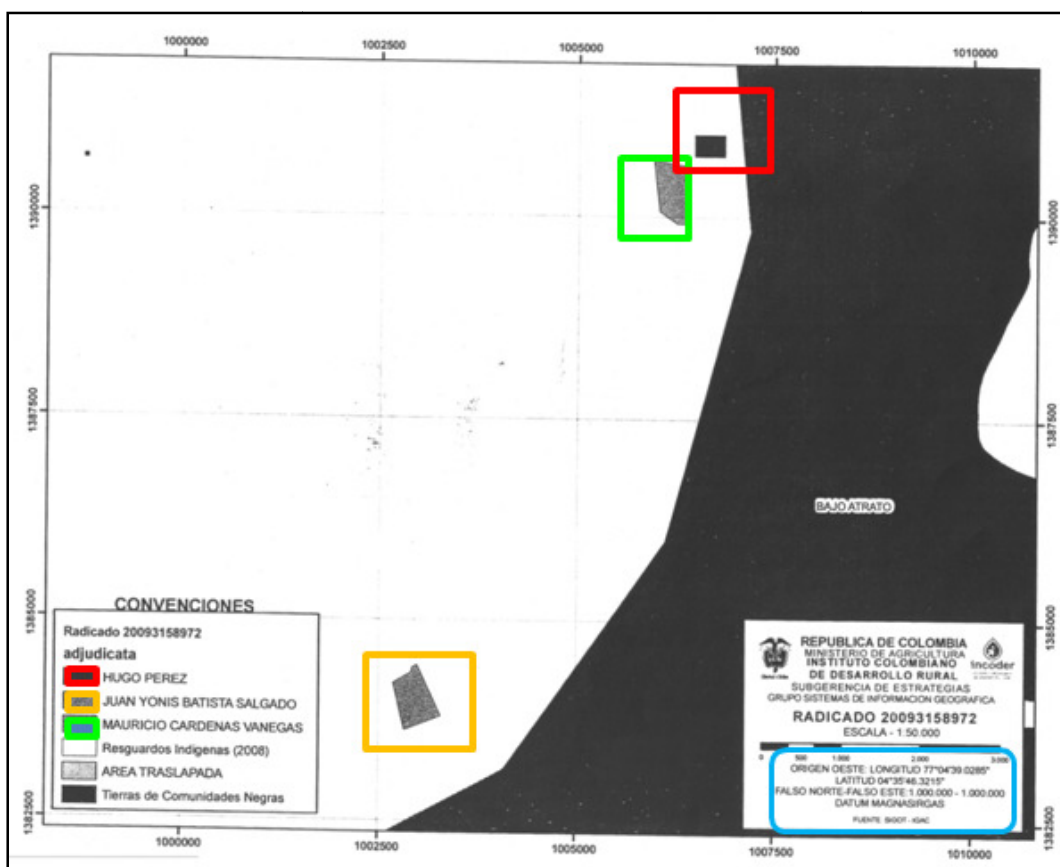 1000000
1002500
1005000
1007500
1010000
1390000
1390000
1387500
1387500
1385000
1385000
1382500
1382500
BAJO ATRATO
CONVENCIONES
Radicado 20093158972
adjudicata
HUGO PEREZ
JUAN YONIS BATISTA SALGADO
MAURICIO CARDENAS VANEGAS
Resguardos Indigenas (2008)
AREA TRASLAPADA
Tierras de Comunidades Negras
REPUBLICA DE COLOMBIA
MINISTERIO DE AGRICULTURA
INSTITUTO COLOMBIANO
DE DESARROLLO RURAL
Incoder
SUBGERENCIA DE ESTRATEGIAS
GRUPO SISTEMAS DE INFORMACION GEOGRAFICA
RADICADO 20093158972
ESCALA - 1:50.000
0 500 1.000 2.000 3.000
ORIGEN OESTE: LONGITUD 77°04'39.0285"
LATITUD 04°35'46.3215"
FALSO NORTE-FALSO ESTE:1.000.000 - 1.000.000
DATUM MAGNASIRGAS
FUENTE: SIGOT - IGAC
1000000
1002500
1005000
1007500
1010000